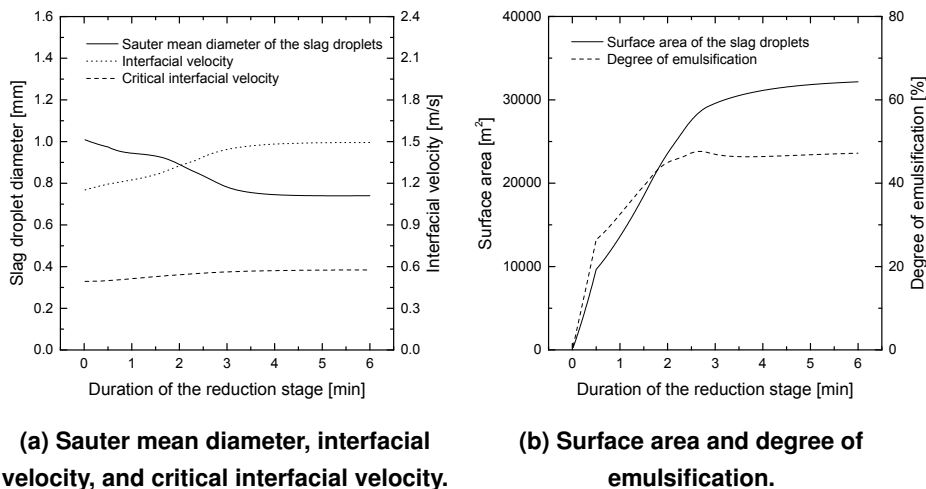 1.6
1.4
1.2
1.0
0.8
0.6
0.4
0.2
0.0
Slag droplet diameter [mm]
Sauter mean diameter of the slag droplets
Interfacial velocity
Critical interfacial velocity
2.4
2.1
1.8
1.5
1.2
0.9
0.6
0.3
0.0
Interfacial velocity [m/s]
0 1 2 3 4 5 6
Duration of the reduction stage [min]
(a) Sauter mean diameter, interfacial
velocity, and critical interfacial velocity.
40000
30000
20000
10000
0
Surface area [m²]
Surface area of the slag droplets
Degree of emulsification
80
60
40
20
0
Degree of emulsification [%]
0 1 2 3 4 5 6
Duration of the reduction stage [min]
(b) Surface area and degree of
emulsification.